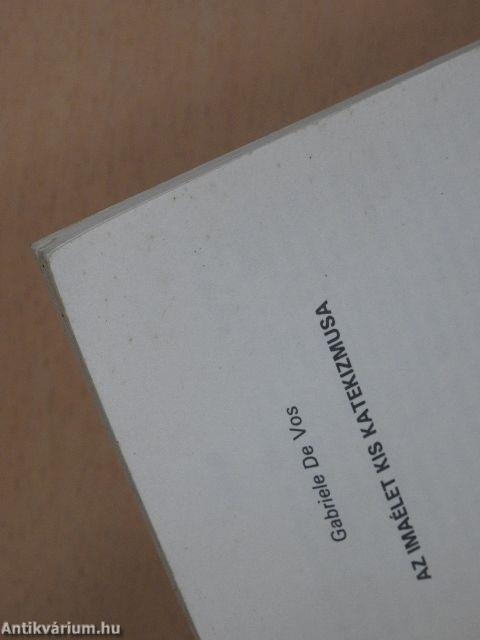 Gabriele De Vos
AZ IMAÉLET KIS KATEKIZMUSA
Antikvárium.hu